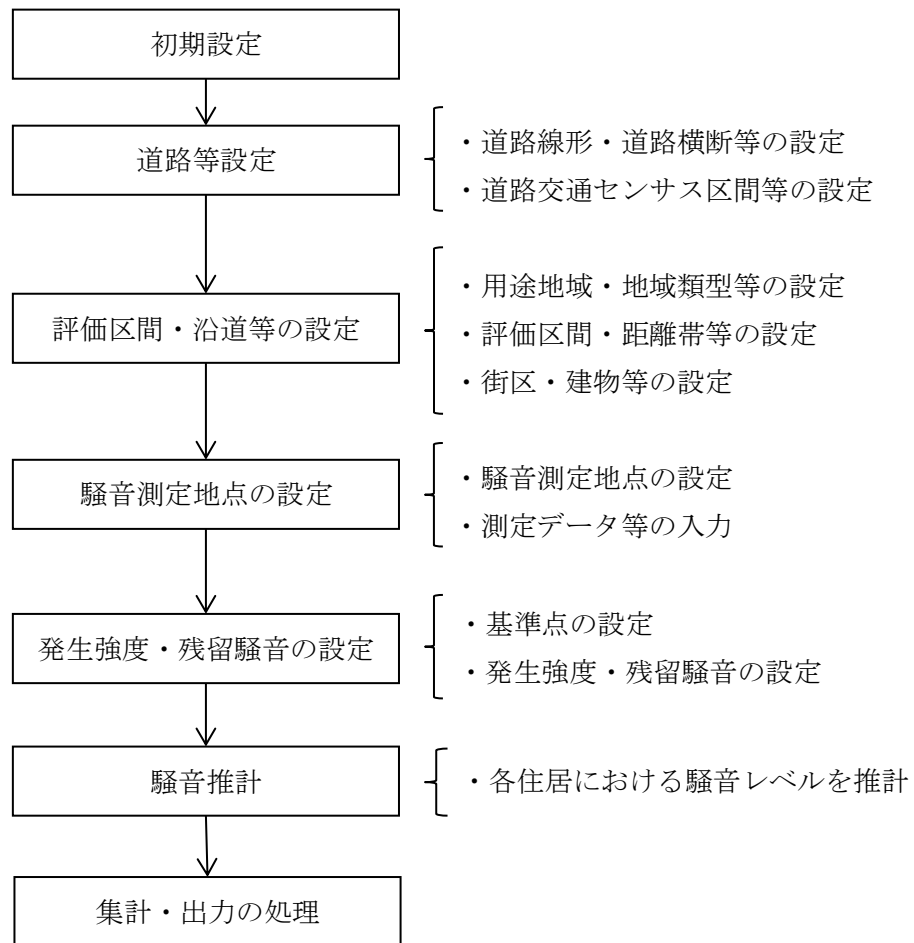 初期設定
道路等設定
・道路線形・道路横断等の設定
・道路交通センサス区間等の設定
評価区間・沿道等の設定
・用途地域・地域類型等の設定
・評価区間・距離帯等の設定
・街区・建物等の設定
騒音測定地点の設定
・騒音測定地点の設定
・測定データ等の入力
発生強度・残留騒音の設定
・基準点の設定
・発生強度・残留騒音の設定
騒音推計
・各住居における騒音レベルを推計
集計・出力の処理